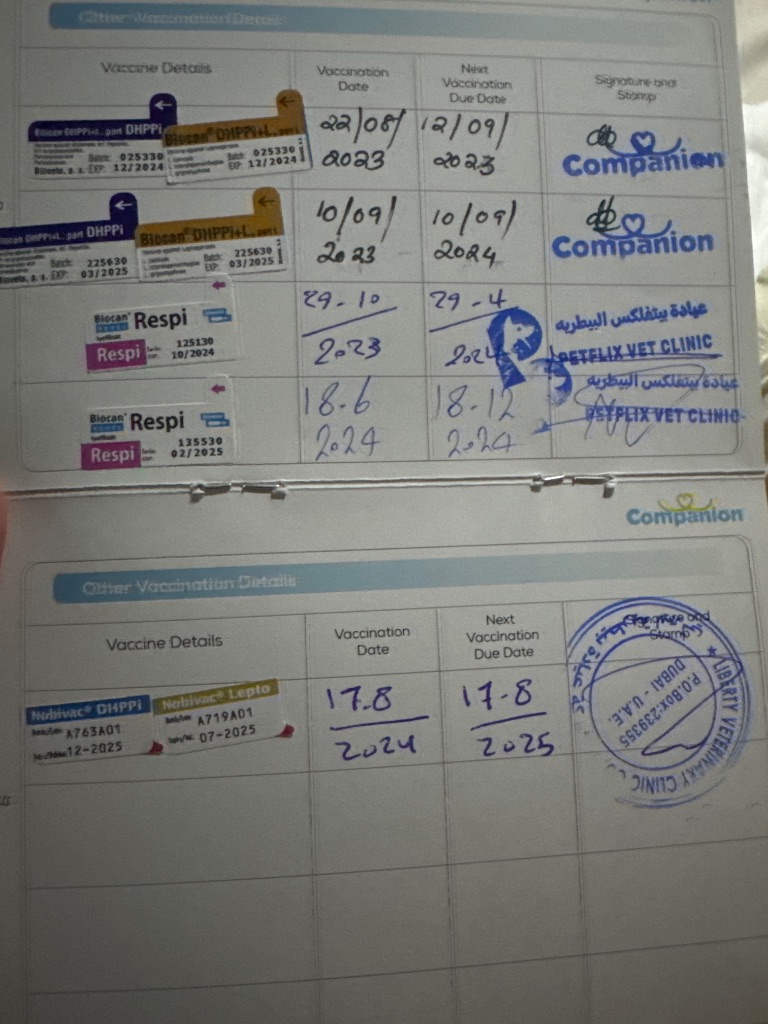 Other Vaccination Details
Vaccine Details
Vaccination Date
Next Vaccination Due Date
Signature and Stamp
Biocan DHPPi+L, part DHPPi
Batch: 025330
EXP: 12/2024
Bioveta, a. s.
Biocan® DHPPi+L, part L
Batch: 025330
EXP: 12/2024
22/08/2023
12/09/2023
Companion
Biocan DHPPi+L, part DHPPi
Batch: 225630
EXP: 03/2025
Bioveta, a. s.
Biocan® DHPPi+L, part L
Batch: 225630
EXP: 03/2025
10/09/2023
10/09/2024
Companion
Biocan Respi
Respi
125130
10/2024
29-10
2023
29-4
2024
عيادة بيتفلكس البيطريه
PETFLIX VET CLINIC
Biocan Respi
Respi
135530
02/2025
18-6
2024
18-12
2024
عيادة بيتفلكس البيطريه
PETFLIX VET CLINIC
Companion
Other Vaccination Details
Vaccine Details
Vaccination Date
Next Vaccination Due Date
Signature and Stamp
Nobivac® DHPPi
A763A01
12-2025
Nobivac® Lepto
A719A01
07-2025
17.8
2024
17-8
2025
LIBERTY VETERINARY CLINIC
P.O.BOX:239355
DUBAI - U.A.E.